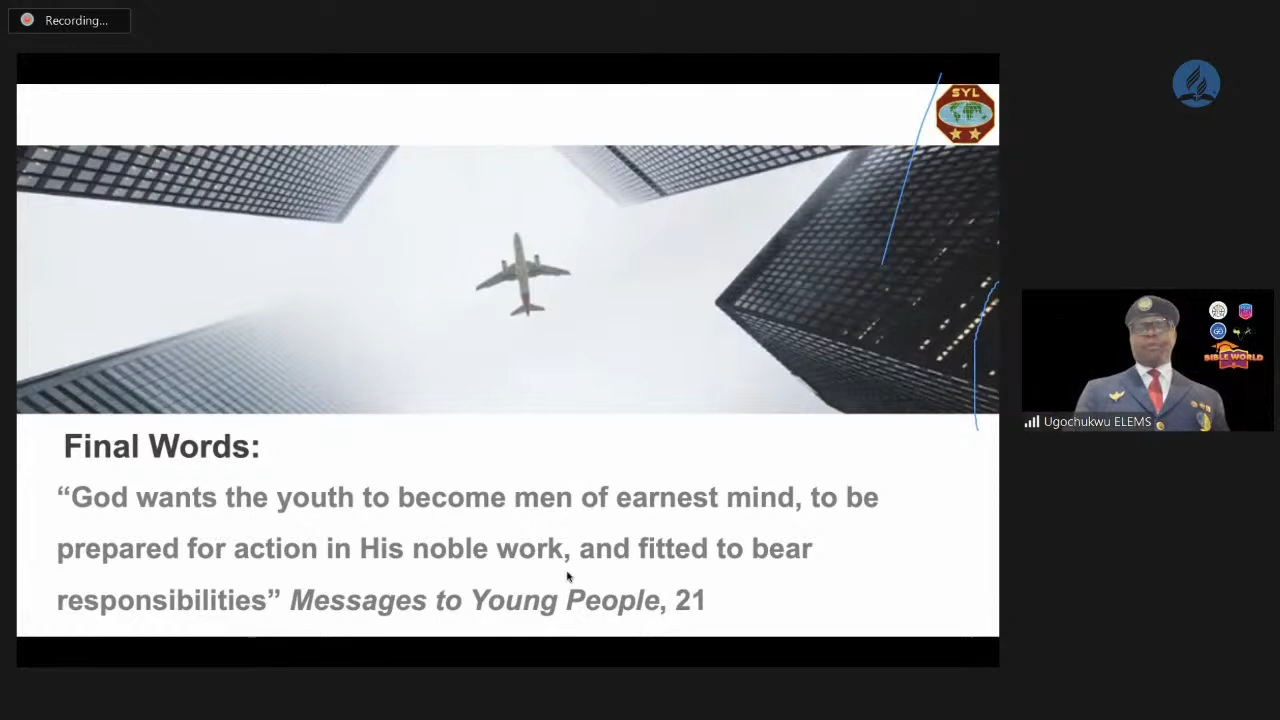 Recording...
SYL
Final Words:
“God wants the youth to become men of earnest mind, to be
prepared for action in His noble work, and fitted to bear
responsibilities” Messages to Young People, 21
BIBLE WORLD
Ugochukwu ELEMS